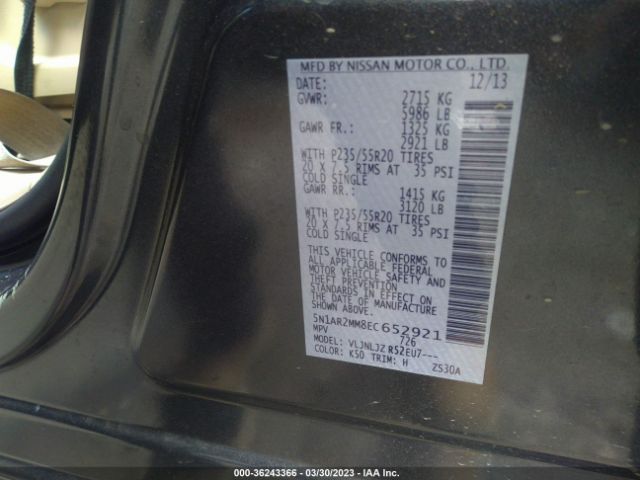 MFD BY NISSAN MOTOR CO., LTD.
DATE: 12/13
GVWR: 2715 KG
5986 LB
GAWR FR.: 1325 KG
2921 LB
WITH P235/55R20 TIRES
20 X 7.5 RIMS AT 35 PSI
COLD SINGLE
GAWR RR.: 1415 KG
3120 LB
WITH P235/55R20 TIRES
20 X 7.5 RIMS AT 35 PSI
COLD SINGLE
THIS VEHICLE CONFORMS TO
ALL APPLICABLE FEDERAL
MOTOR VEHICLE SAFETY AND
THEFT PREVENTION
STANDARDS IN EFFECT ON
THE DATE OF MANUFACTURE
SHOWN ABOVE.
5N1AR2MM8EC652921
MPV 726
MODEL: VLJNLJZ R52EU7---
COLOR: K50 TRIM: H ZS30A
000-36243366 - 03/30/2023 - IAA Inc.